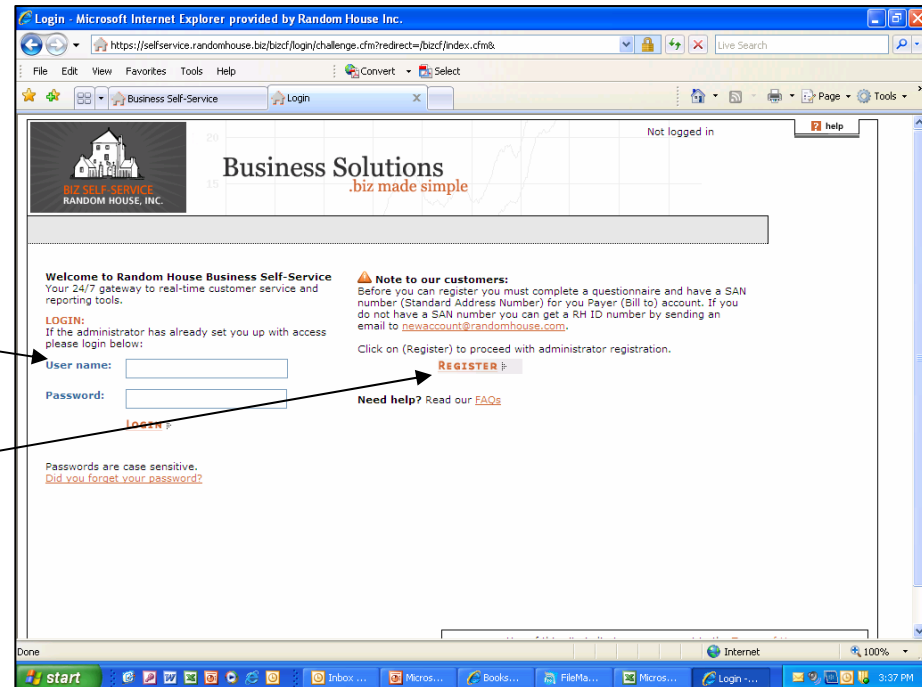 Login - Microsoft Internet Explorer provided by Random House Inc.
https://selfservice.randomhouse.biz/bizcf/login/challenge.cfm?redirect=/bizcf/index.cfm&
Live Search
File Edit View Favorites Tools Help
Convert Select
Business Self-Service
Login
Page Tools
20
15
BIZ SELF-SERVICE
RANDOM HOUSE, INC.
Business Solutions
.biz made simple
Not logged in
? help
Welcome to Random House Business Self-Service
Your 24/7 gateway to real-time customer service and
reporting tools.
LOGIN:
If the administrator has already set you up with access
please login below:
User name:
Password:
LOGIN
Passwords are case sensitive.
Did you forget your password?
Note to our customers:
Before you can register you must complete a questionnaire and have a SAN
number (Standard Address Number) for you Payer (Bill to) account. If you
do not have a SAN number you can get a RH ID number by sending an
email to newaccount@randomhouse.com.
Click on (Register) to proceed with administrator registration.
REGISTER
Need help? Read our FAQs
Done
Internet
100%
start
Inbox ...
Micros...
Books...
FileMa...
Micros...
Login -...
3:37 PM